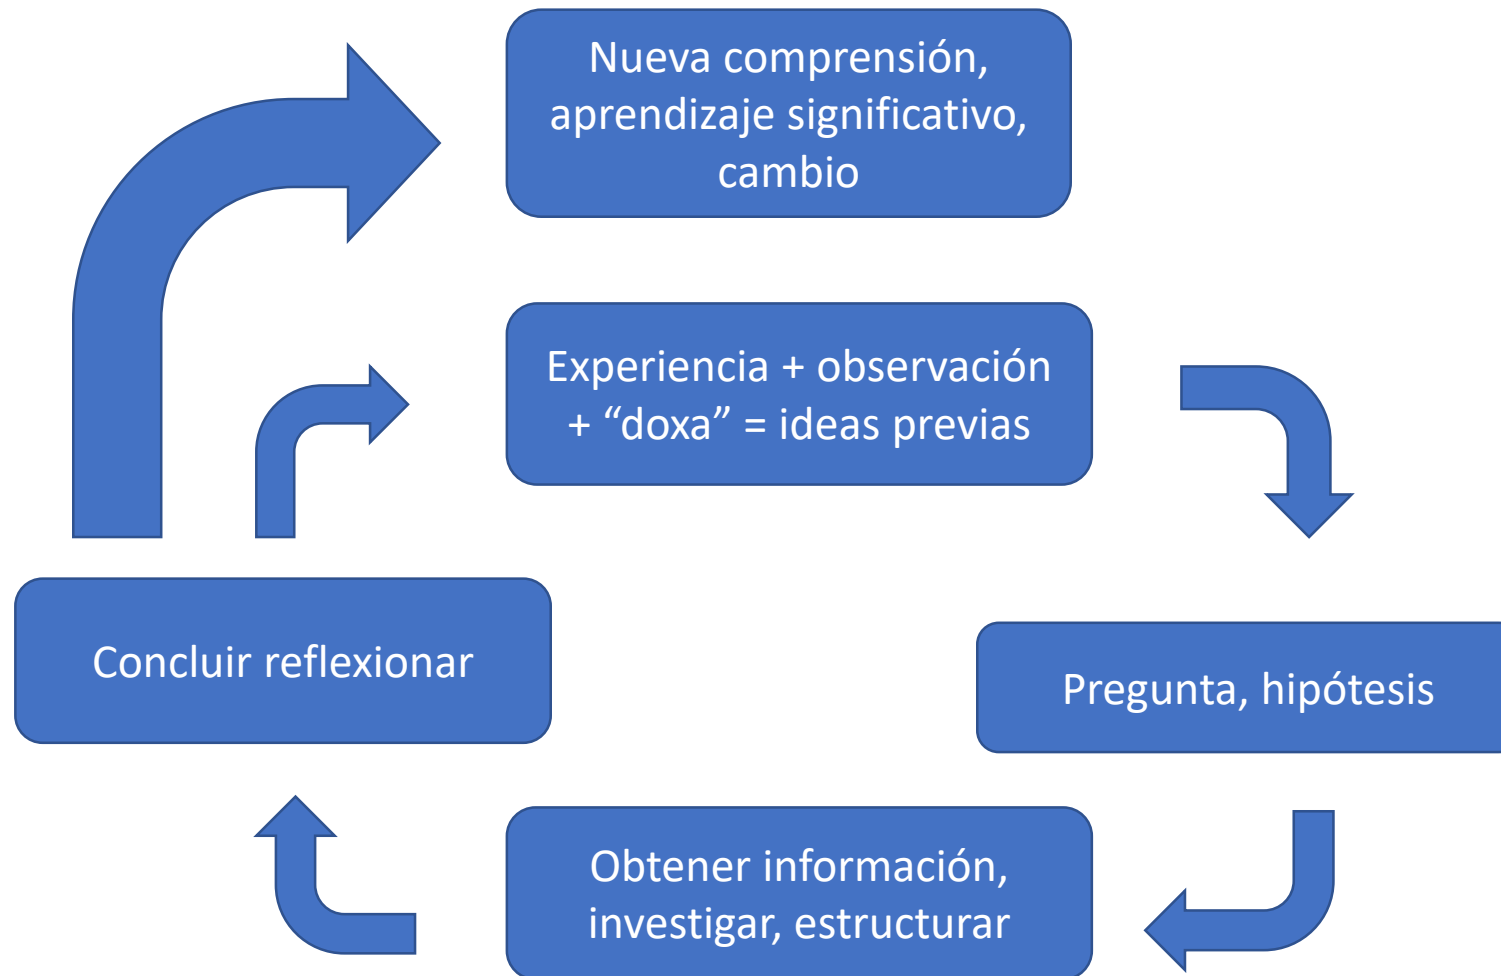 Nueva comprensión,
aprendizaje significativo,
cambio
Experiencia + observación
+ “doxa” = ideas previas
Concluir reflexionar
Pregunta, hipótesis
Obtener información,
investigar, estructurar